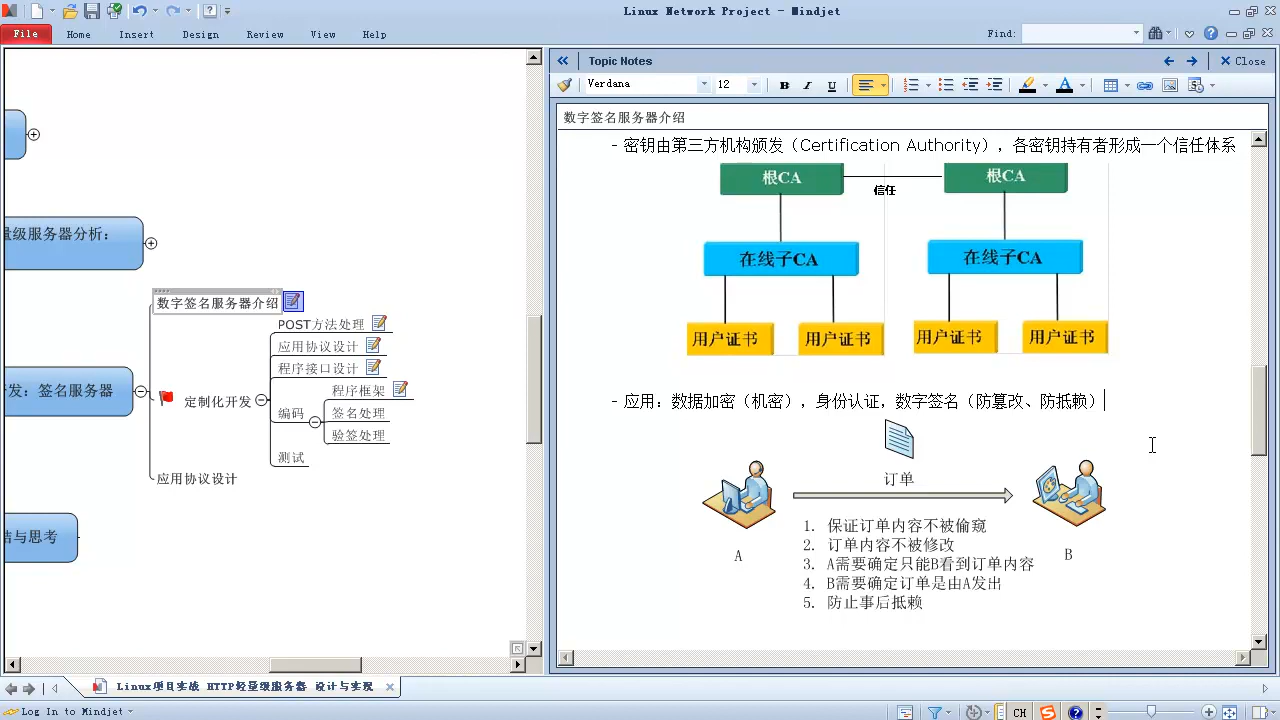 Linux Network Project - Mindjet
File Home Insert Design Review View Help
Find:
Topic Notes
Close
Verdana 12 B I U A
数字签名服务器介绍
- 密钥由第三方机构颁发（Certification Authority），各密钥持有者形成一个信任体系
根CA 信任 根CA
在线子CA 在线子CA
用户证书 用户证书 用户证书 用户证书
- 应用：数据加密（机密），身份认证，数字签名（防篡改、防抵赖）
订单
A
B
1. 保证订单内容不被偷窥
2. 订单内容不被修改
3. A需要确定只能B看到订单内容
4. B需要确定订单是由A发出
5. 防止事后抵赖
量级服务器分析：
发：签名服务器
结与思考
数字签名服务器介绍
定制化开发
POST方法处理
应用协议设计
程序接口设计
编码
程序框架
签名处理
验签处理
测试
应用协议设计
Linux项目实战 HTTP轻量级服务器 设计与实现
Log In to Mindjet
CH